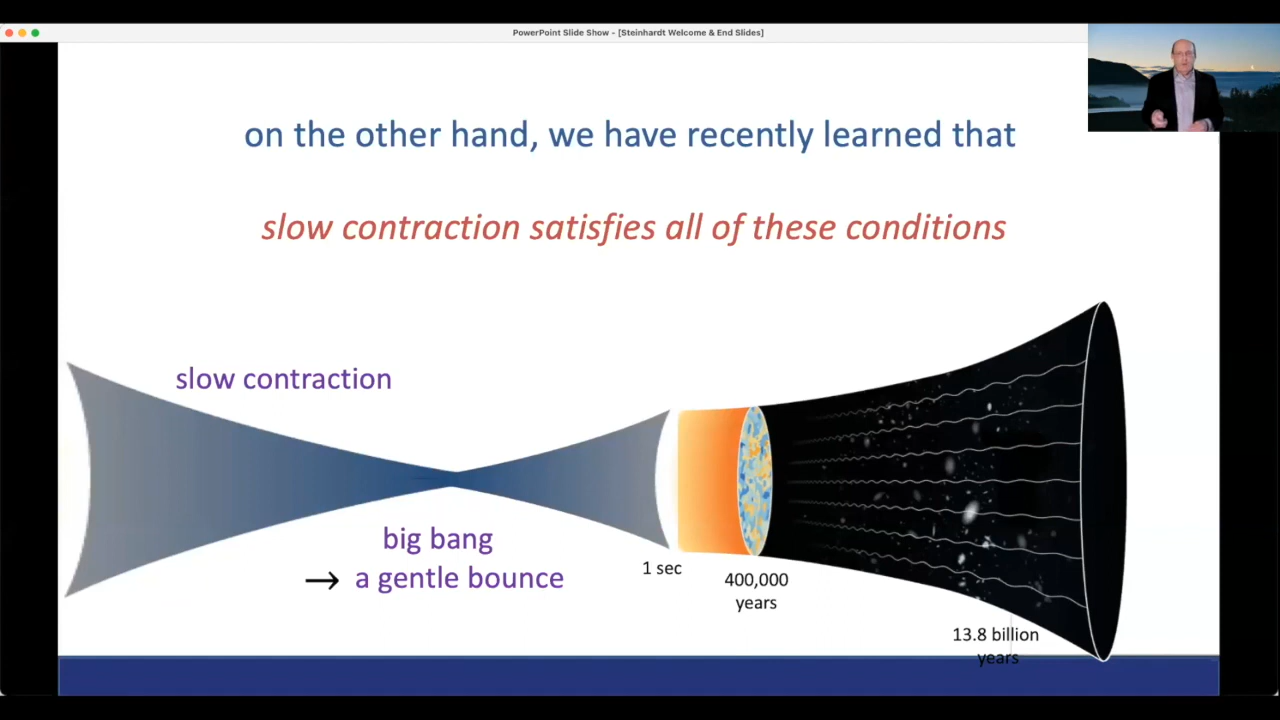 PowerPoint Slide Show - [Steinhardt Welcome & End Slides]
on the other hand, we have recently learned that
slow contraction satisfies all of these conditions
slow contraction
big bang
→ a gentle bounce
1 sec
400,000
years
13.8 billion
years